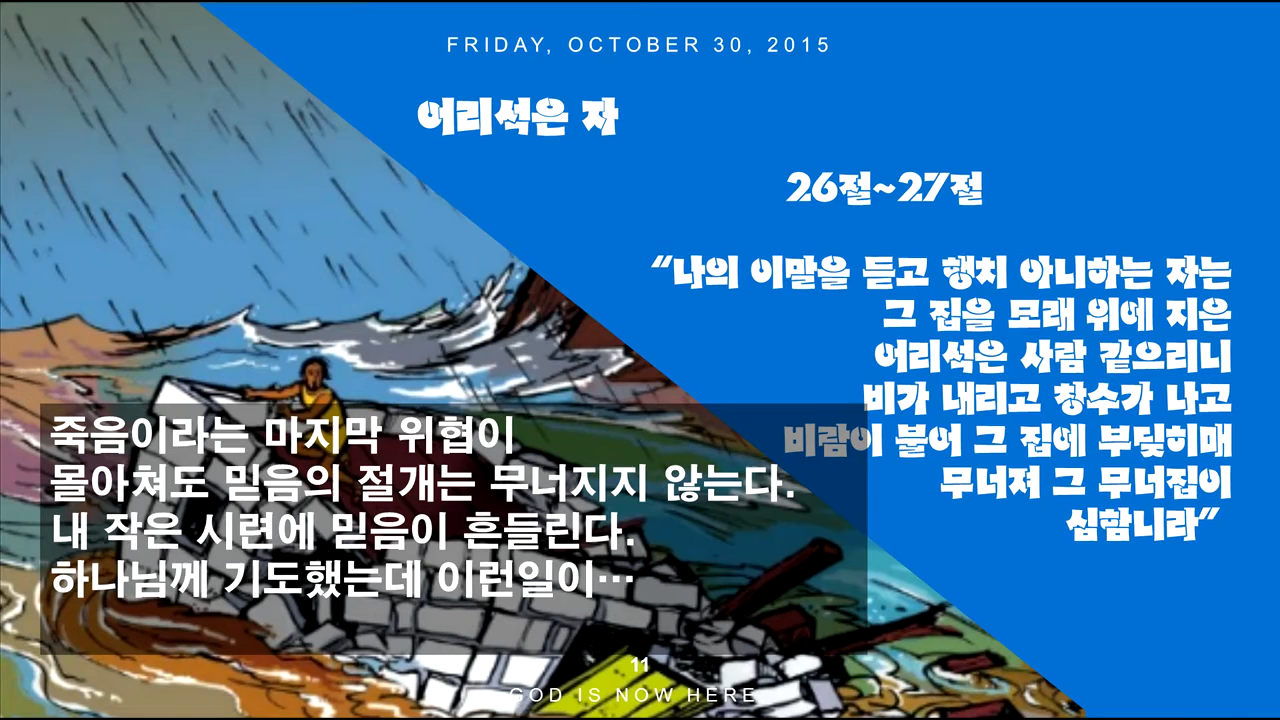 FRIDAY, OCTOBER 30, 2015
어리석은 자
26절~27절
“나의 이말을 듣고 행치 아니하는 자는
그 집을 모래 위에 지은
어리석은 사람 같으리니
비가 내리고 창수가 나고
바람이 불어 그 집에 부딪히매
무너져 그 무너짐이
심함니라”
죽음이라는 마지막 위협이
몰아쳐도 믿음의 절개는 무너지지 않는다.
내 작은 시련에 믿음이 흔들린다.
하나님께 기도했는데 이런일이…
11
GOD IS NOW HERE